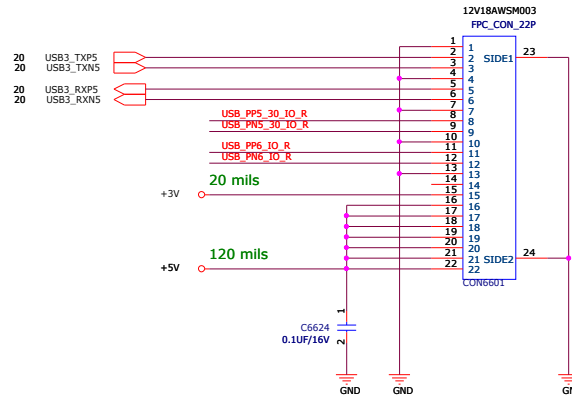 12V18AWSM003
FPC_CON_22P
20 USB3_TXP5
20 USB3_TXN5
20 USB3_RXP5
20 USB3_RXN5
USB_PP5_30_IO_R
USB_PN5_30_IO_R
USB_PP6_IO_R
USB_PN6_IO_R
20 mils
+3V
120 mils
+5V
1 1
2 2 SIDE1 23
3 3
4 4
5 5
6 6
7 7
8 8
9 9
10 10
11 11
12 12
13 13
14 14
15 15
16 16
17 17
18 18
19 19
20 20
21 21 SIDE2 24
22 22
CON6601
1
C6624
0.1UF/16V
2
GND
GND